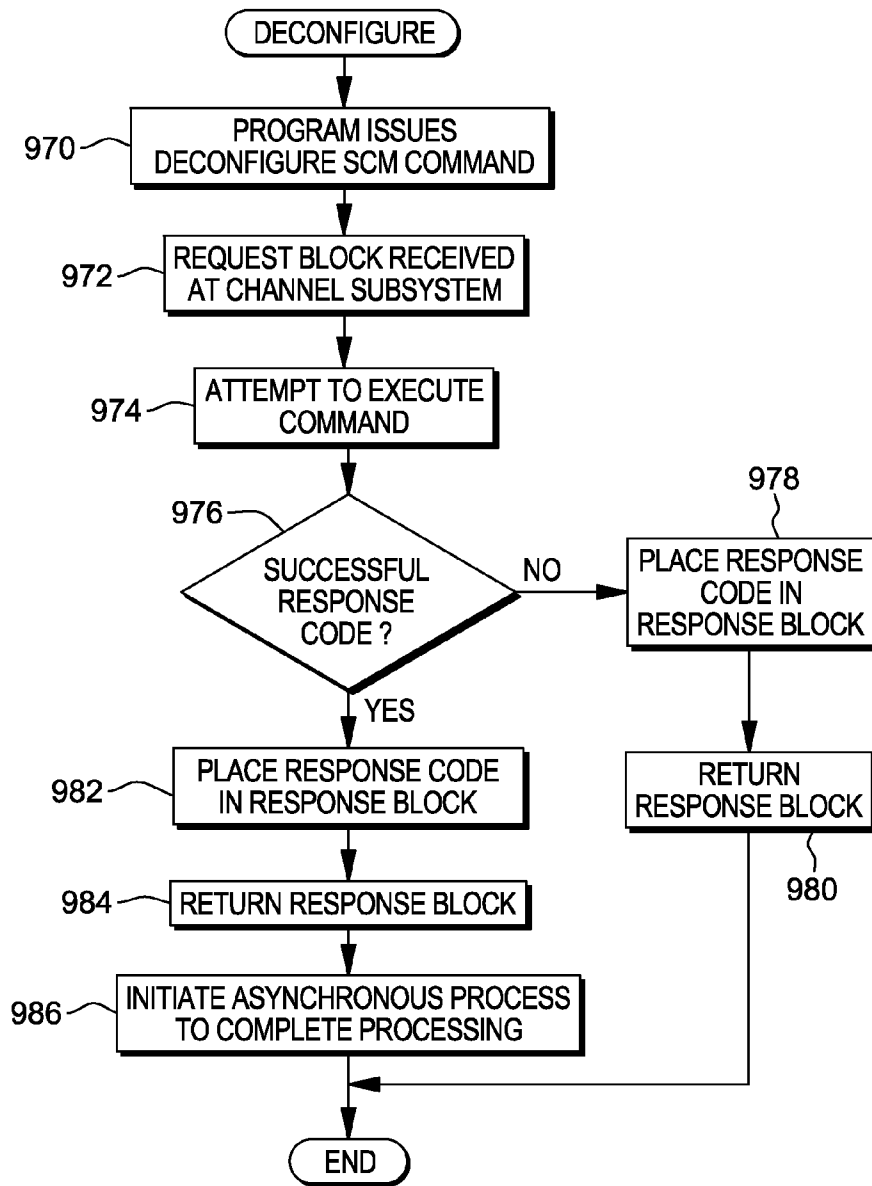 DECONFIGURE
970
PROGRAM ISSUES
DECONFIGURE SCM COMMAND
972
REQUEST BLOCK RECEIVED
AT CHANNEL SUBSYSTEM
974
ATTEMPT TO EXECUTE
COMMAND
976
SUCCESSFUL
RESPONSE
CODE ?
NO
978
PLACE RESPONSE
CODE IN
RESPONSE BLOCK
YES
982
PLACE RESPONSE CODE
IN RESPONSE BLOCK
RETURN
RESPONSE BLOCK
980
984
RETURN RESPONSE BLOCK
986
INITIATE ASYNCHRONOUS PROCESS
TO COMPLETE PROCESSING
END